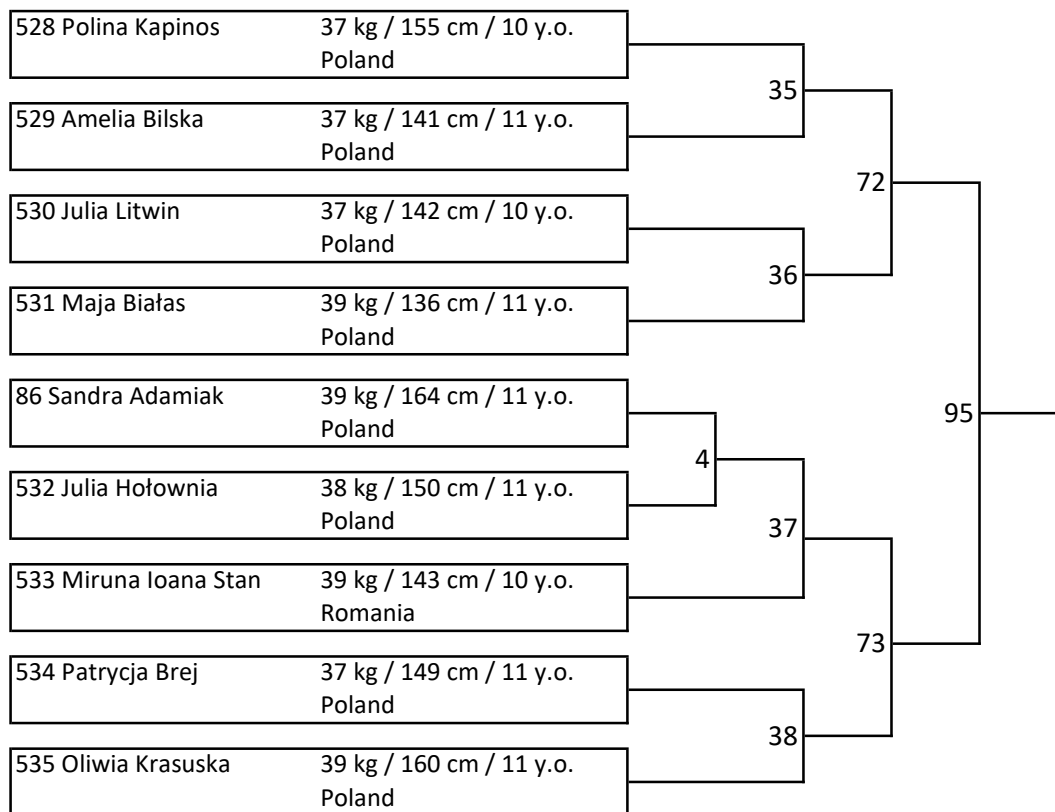 528 Polina Kapinos 37 kg / 155 cm / 10 y.o.
Poland
35
529 Amelia Bilska 37 kg / 141 cm / 11 y.o.
Poland
72
530 Julia Litwin 37 kg / 142 cm / 10 y.o.
Poland
36
531 Maja Białas 39 kg / 136 cm / 11 y.o.
Poland
86 Sandra Adamiak 39 kg / 164 cm / 11 y.o.
Poland
95
4
532 Julia Hołownia 38 kg / 150 cm / 11 y.o.
Poland
37
533 Miruna Ioana Stan 39 kg / 143 cm / 10 y.o.
Romania
73
534 Patrycja Brej 37 kg / 149 cm / 11 y.o.
Poland
38
535 Oliwia Krasuska 39 kg / 160 cm / 11 y.o.
Poland